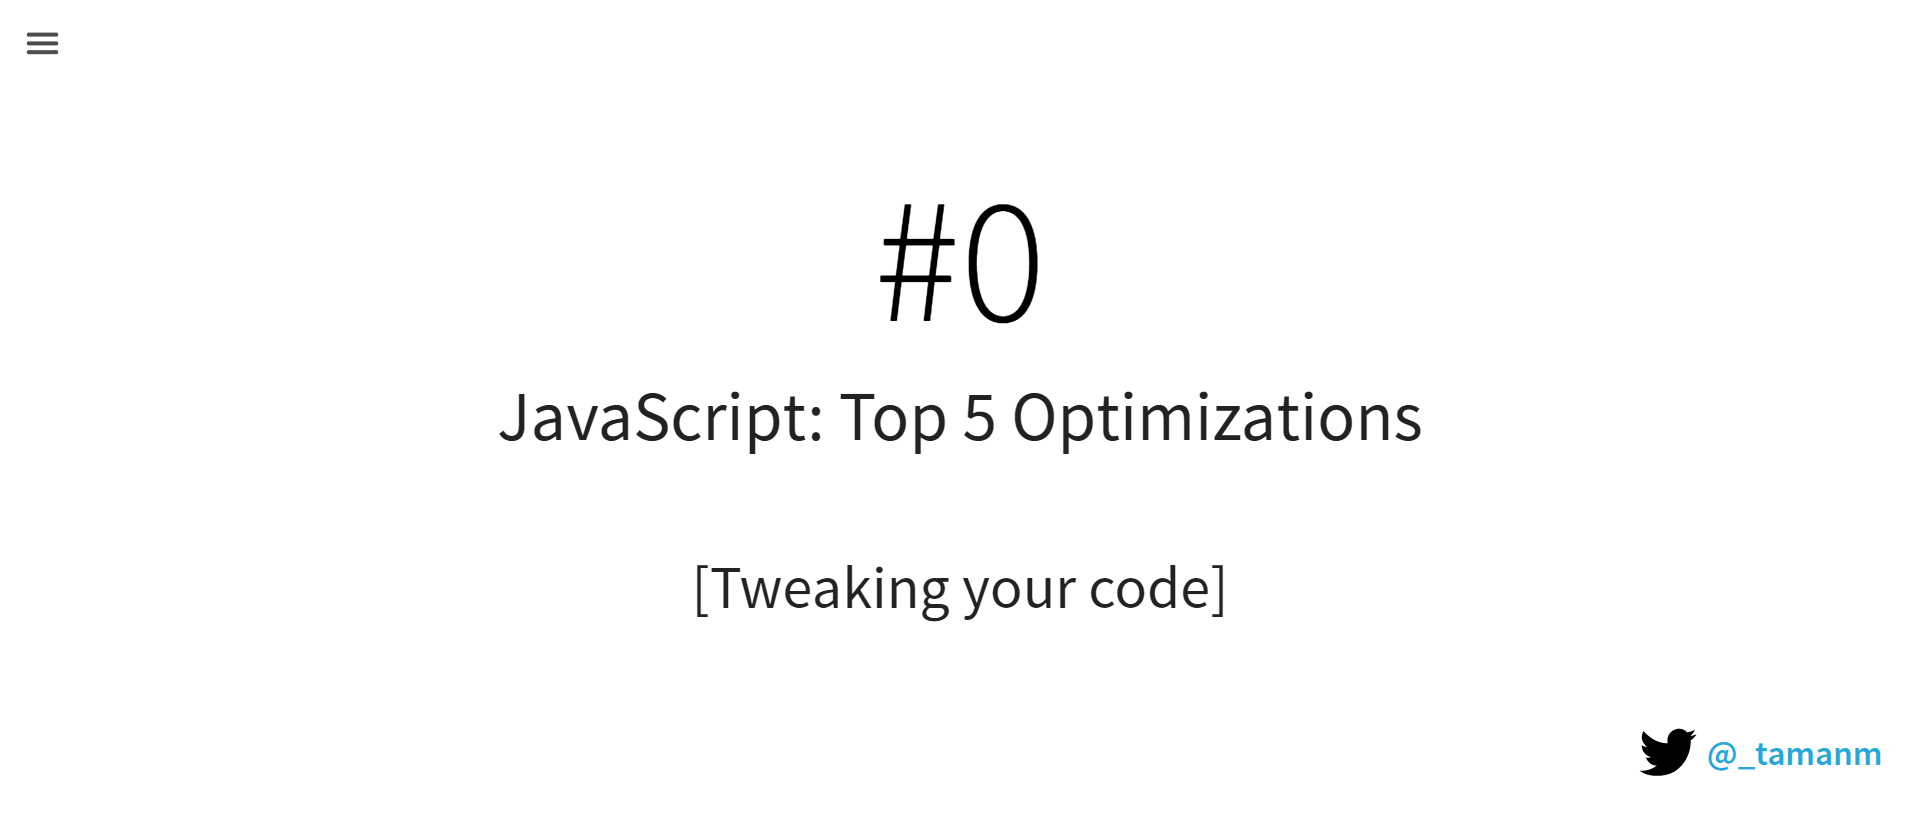 #0
JavaScript: Top 5 Optimizations
[Tweaking your code]
@_tamanm